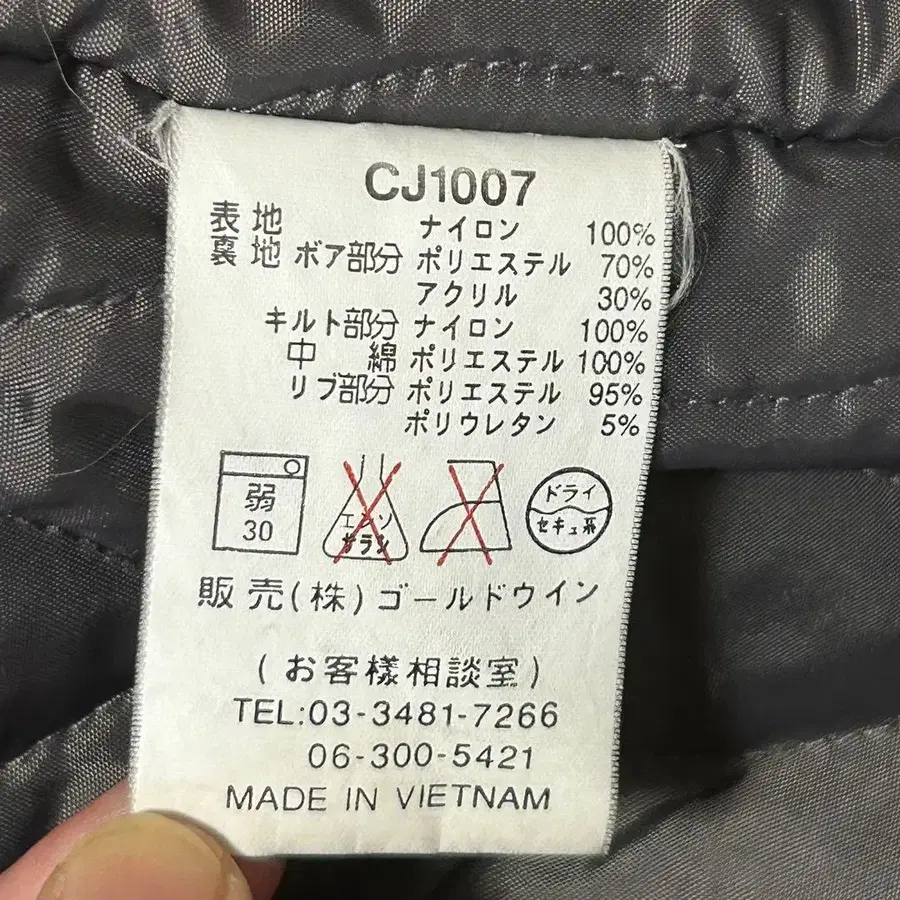 CJ1007
表地 ナイロン 100%
裏地 ボア部分 ポリエステル 70%
アクリル 30%
キルト部分 ナイロン 100%
中綿 ポリエステル 100%
リブ部分 ポリエステル 95%
ポリウレタン 5%
弱 30
エンソ サラシ
ドライ セキュ系
販売(株)ゴールドウイン
(お客様相談室)
TEL:03-3481-7266
06-300-5421
MADE IN VIETNAM